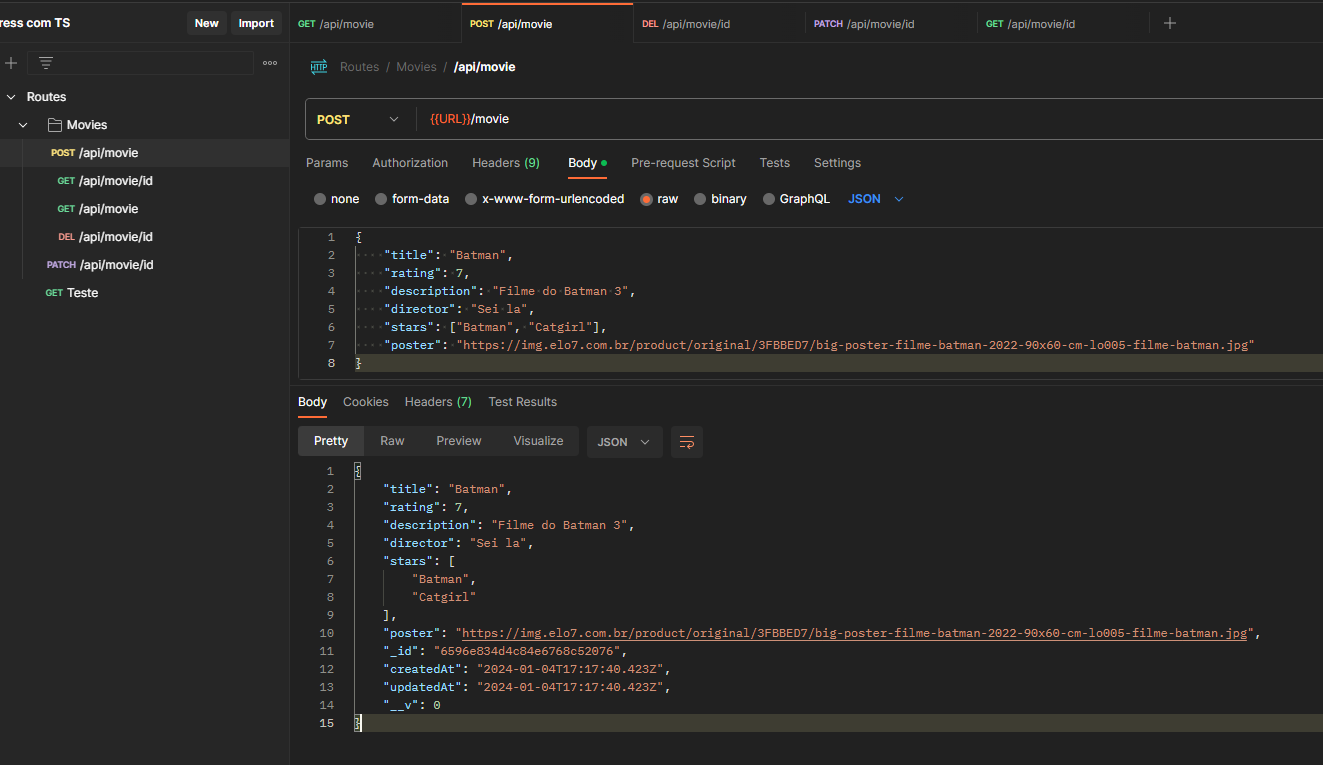 ress com TS
New
Import
GET /api/movie
POST /api/movie
DEL /api/movie/id
PATCH /api/movie/id
GET /api/movie/id
Routes / Movies / /api/movie
Routes
Movies
POST /api/movie
GET /api/movie/id
GET /api/movie
DEL /api/movie/id
PATCH /api/movie/id
GET Teste
HTTP
POST
{{URL}}/movie
Params Authorization Headers (9) Body Pre-request Script Tests Settings
none form-data x-www-form-urlencoded raw binary GraphQL JSON
1 {
2 "title": "Batman",
3 "rating": 7,
4 "description": "Filme do Batman 3",
5 "director": "Sei la",
6 "stars": ["Batman", "Catgirl"],
7 "poster": "https://img.elo7.com.br/product/original/3FBBED7/big-poster-filme-batman-2022-90x60-cm-lo005-filme-batman.jpg"
8 }
Body Cookies Headers (7) Test Results
Pretty Raw Preview Visualize JSON
1 {
2 "title": "Batman",
3 "rating": 7,
4 "description": "Filme do Batman 3",
5 "director": "Sei la",
6 "stars": [
7 "Batman",
8 "Catgirl"
9 ],
10 "poster": "https://img.elo7.com.br/product/original/3FBBED7/big-poster-filme-batman-2022-90x60-cm-lo005-filme-batman.jpg",
11 "_id": "6596e834d4c84e6768c52076",
12 "createdAt": "2024-01-04T17:17:40.423Z",
13 "updatedAt": "2024-01-04T17:17:40.423Z",
14 "__v": 0
15 }